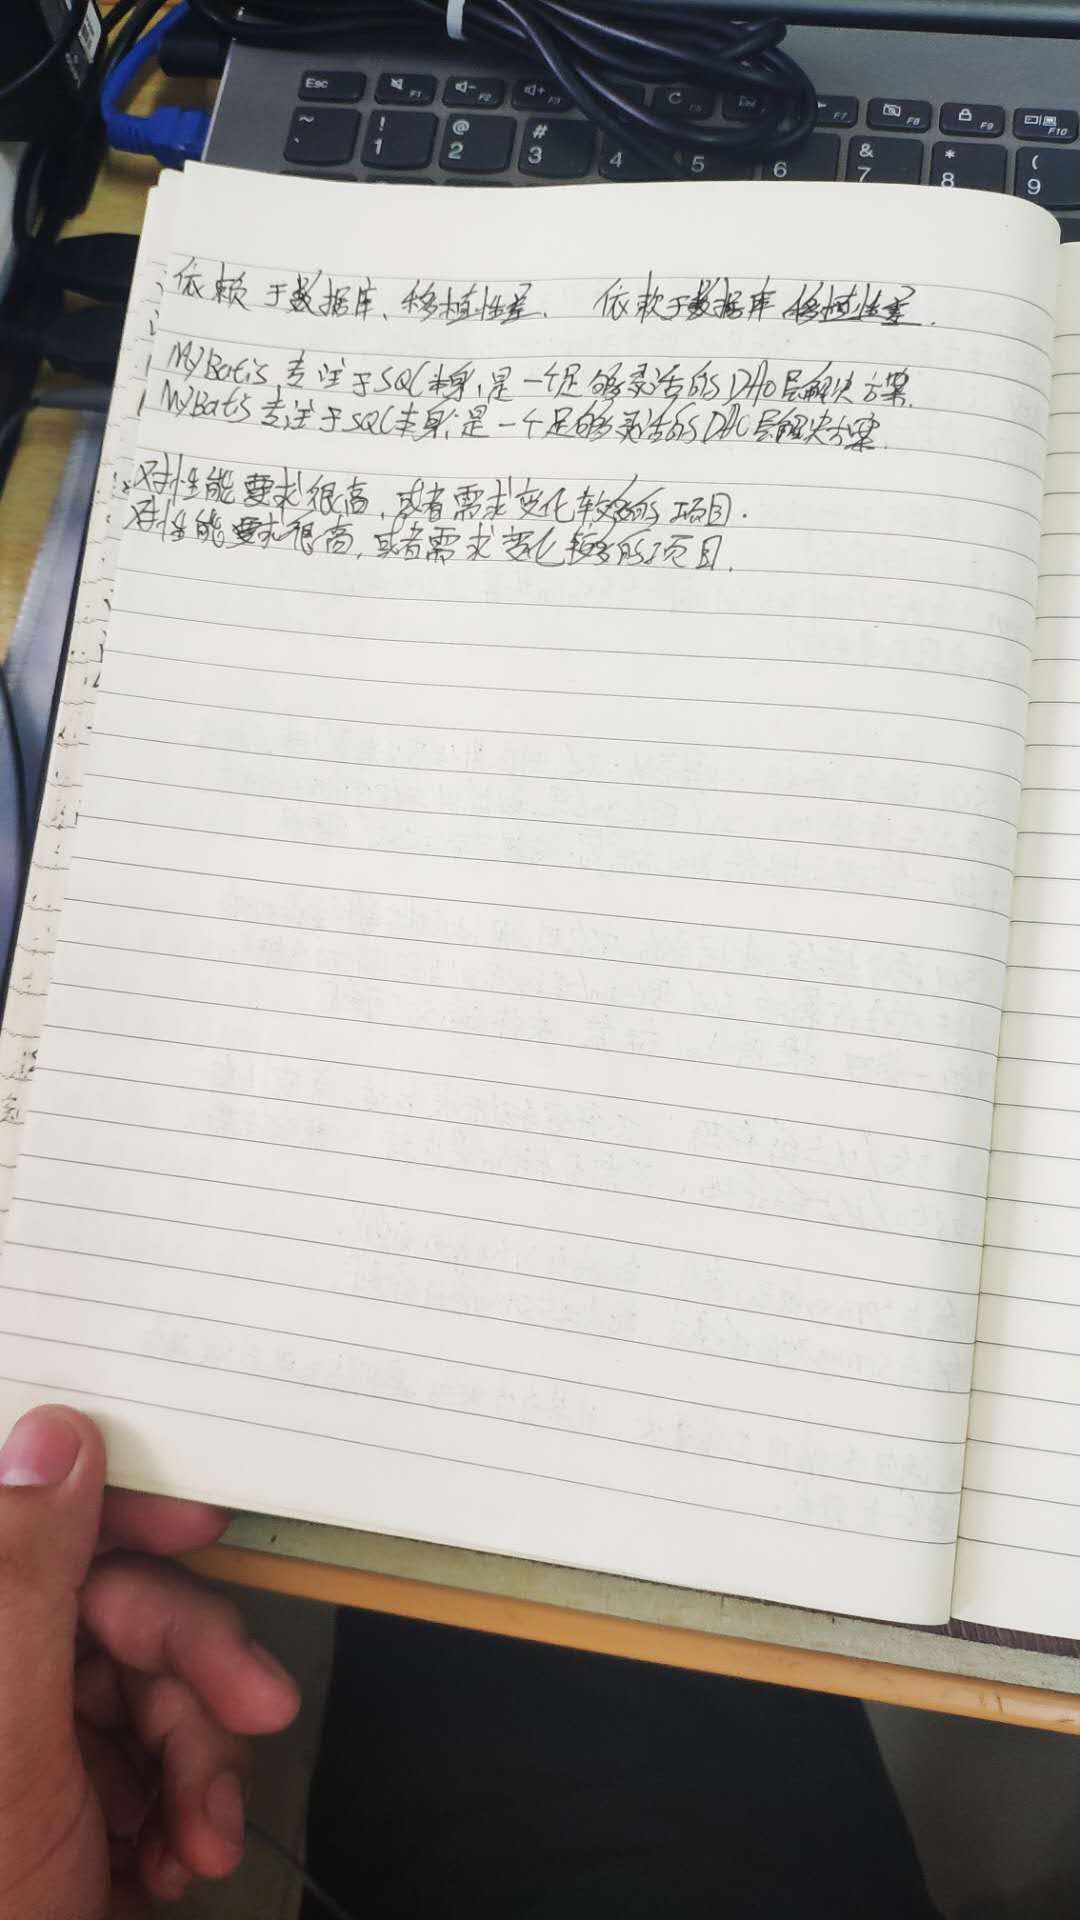 Esc F1 F2 F3 F5 F7 F8 F9 F10
~ ` ! 1 @ 2 # 3 4 5 6 & 7 * 8 ( 9
依赖于数据库、移植性差. 依赖于数据库 移植性差.
MyBatis专注于SQL本身,是一个足够灵活的DAO层解决方案.
MyBatis专注于SQL本身,是一个足够灵活的DAO层解决方案.
对性能要求很高,或者需求变化较多的项目.
对性能要求很高,或者需求变化较多的项目.